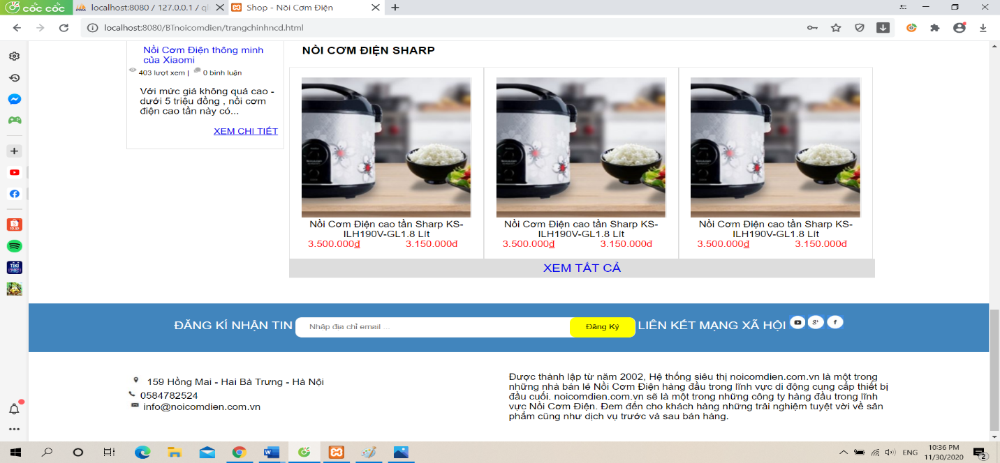 cốc cốc
localhost:8080 / 127.0.0.1 / ql
Shop - Nồi Cơm Điện
localhost:8080/BTnoicomdien/trangchinhncd.html
Nồi Cơm Điện thông minh
của Xiaomi
403 lượt xem | 0 bình luận
Với mức giá không quá cao -
dưới 5 triệu đồng , nồi cơm
điện cao tần này có...
XEM CHI TIẾT
NỒI CƠM ĐIỆN SHARP
Nồi Cơm Điện cao tần Sharp KS-
ILH190V-GL1.8 Lít
3.500.000đ 3.150.000đ
Nồi Cơm Điện cao tần Sharp KS-
ILH190V-GL1.8 Lít
3.500.000đ 3.150.000đ
Nồi Cơm Điện cao tần Sharp KS-
ILH190V-GL1.8 Lít
3.500.000đ 3.150.000đ
XEM TẤT CẢ
ĐĂNG KÍ NHẬN TIN Nhập địa chỉ email ... Đăng Ký LIÊN KẾT MẠNG XÃ HỘI
159 Hồng Mai - Hai Bà Trưng - Hà Nội
0584782524
info@noicomdien.com.vn
Được thành lập từ năm 2002, Hệ thống siêu thị noicomdien.com.vn là một trong
những nhà bán lẻ Nồi Cơm Điện hàng đầu trong lĩnh vực di động cung cấp thiết bị
đầu cuối. noicomdien.com.vn sẽ là một trong những công ty hàng đầu trong lĩnh
vực Nồi Cơm Điện. Đem đến cho khách hàng những trải nghiệm tuyệt vời về sản
phẩm cũng như dịch vụ trước và sau bán hàng.
ENG
10:36 PM
11/30/2020
2